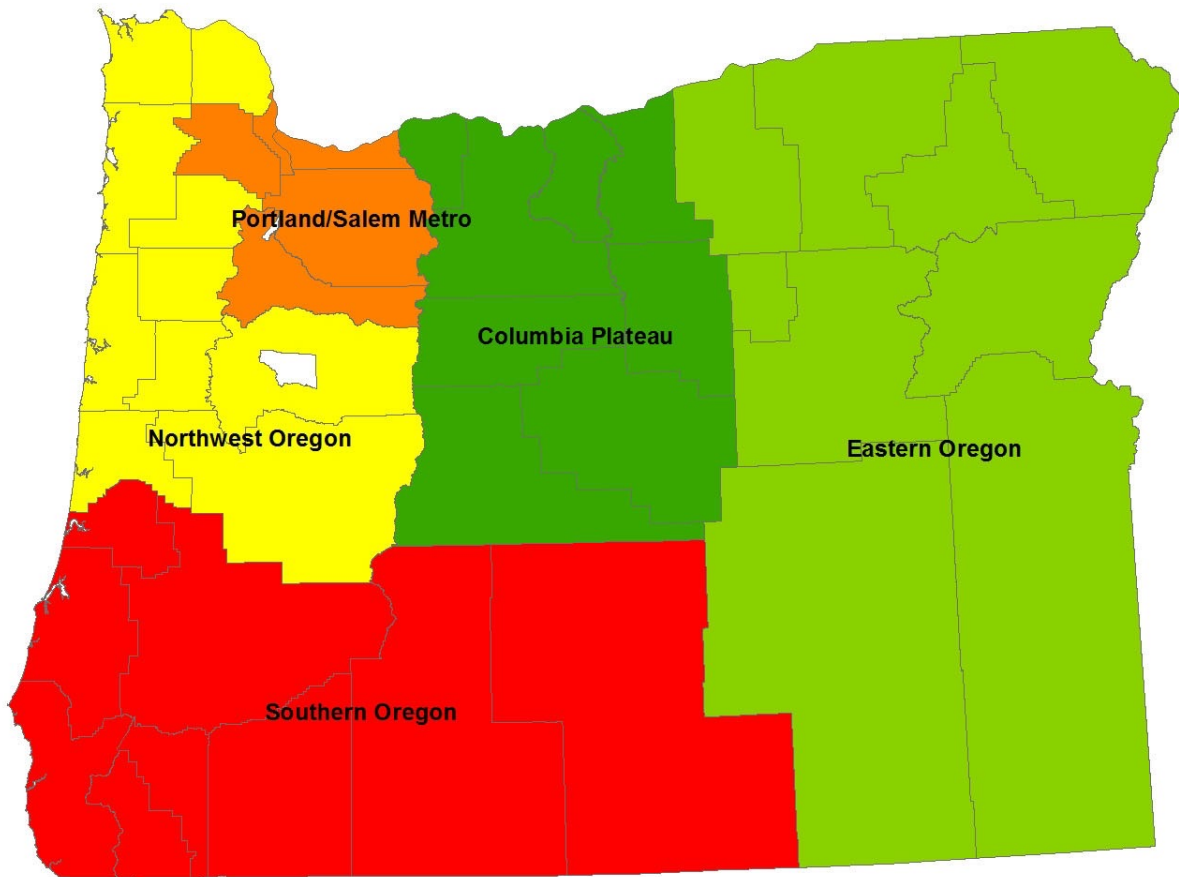 Portland/Salem Metro
Columbia Plateau
Northwest Oregon
Eastern Oregon
Southern Oregon